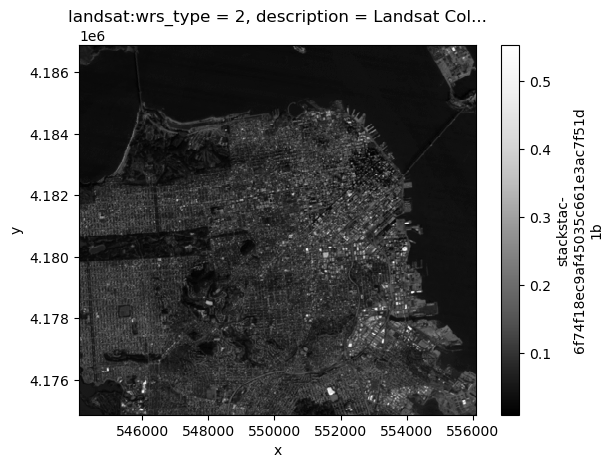 landsat:wrs_type = 2, description = Landsat Col...
1e6
4.186
4.184
4.182
4.180
4.178
4.176
y
546000 548000 550000 552000 554000 556000
x
0.5
0.4
0.3
0.2
0.1
stackstac-
6f74f18ec9af45035c661e3ac7f51d
1b